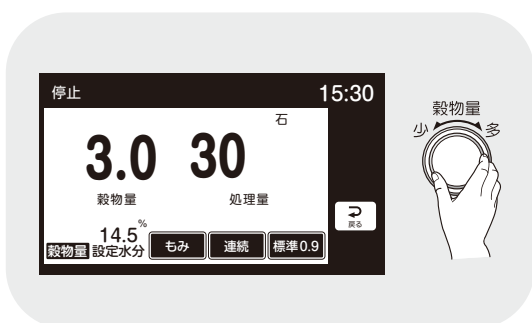 停止 15:30
石
3.0 30
穀物量 処理量
戻る
14.5%
穀物量 設定水分 もみ 連続 標準0.9
穀物量
少 多